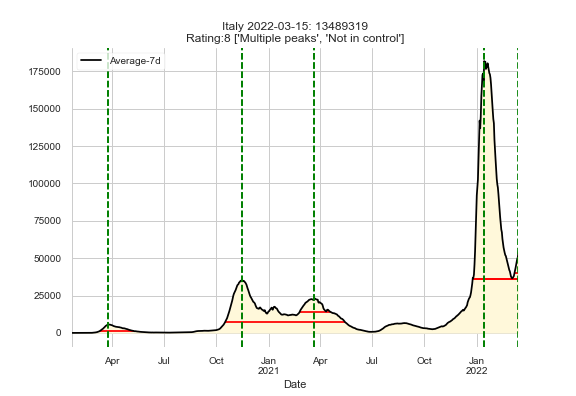 Italy 2022-03-15: 13489319
Rating:8 ['Multiple peaks', 'Not in control']
Average-7d
175000
150000
125000
100000
75000
50000
25000
0
Apr Jul Oct Jan Apr Jul Oct Jan
2021 2022
Date